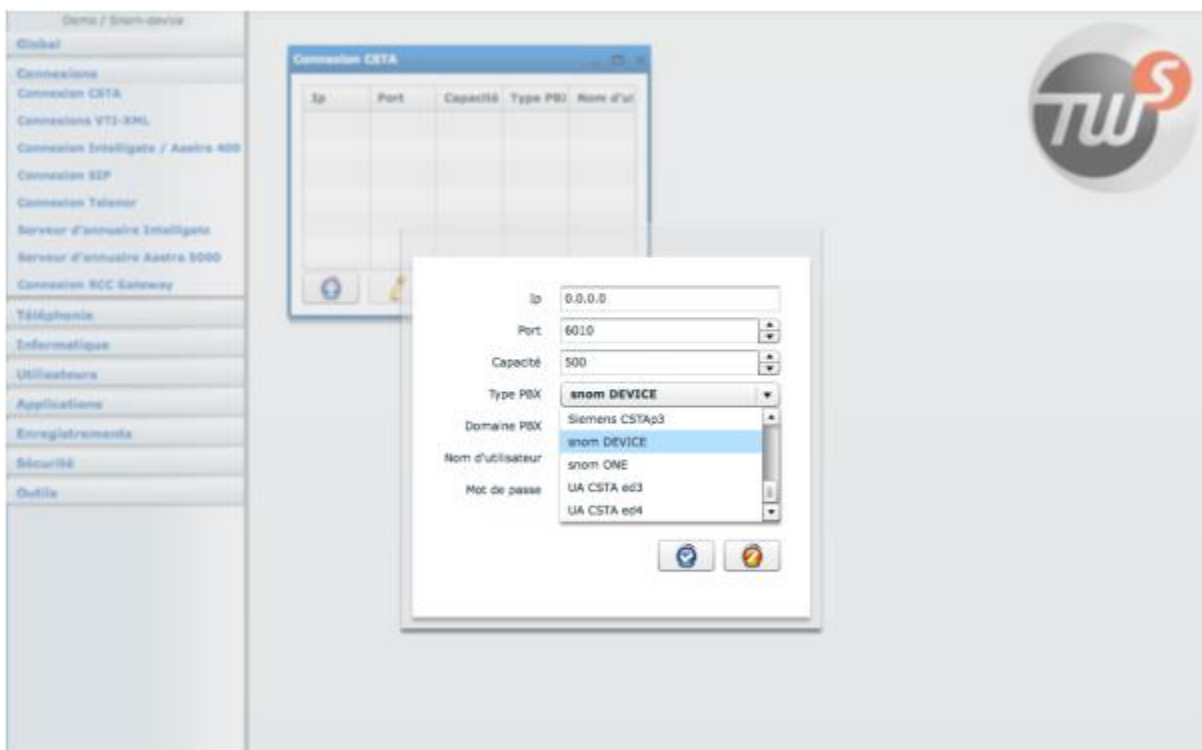 Demo / Snom-device
Global
Connexions
Connexion CSTA
Connexions VTI-XML
Connexion Intelligate / Aastra 400
Connexion SIP
Connexion Telenor
Serveur d'annuaire Intelligate
Serveur d'annuaire Aastra 5000
Connexion RCC Gateway
Téléphonie
Informatique
Utilisateurs
Applications
Enregistrements
Sécurité
Outils
Connexion CSTA
Ip Port Capacité Type PBX Nom d'ut
TWS
Ip 0.0.0.0
Port 6010
Capacité 500
Type PBX snom DEVICE
Domaine PBX
Nom d'utilisateur
Mot de passe
Siemens CSTAp3
snom DEVICE
snom ONE
UA CSTA ed3
UA CSTA ed4